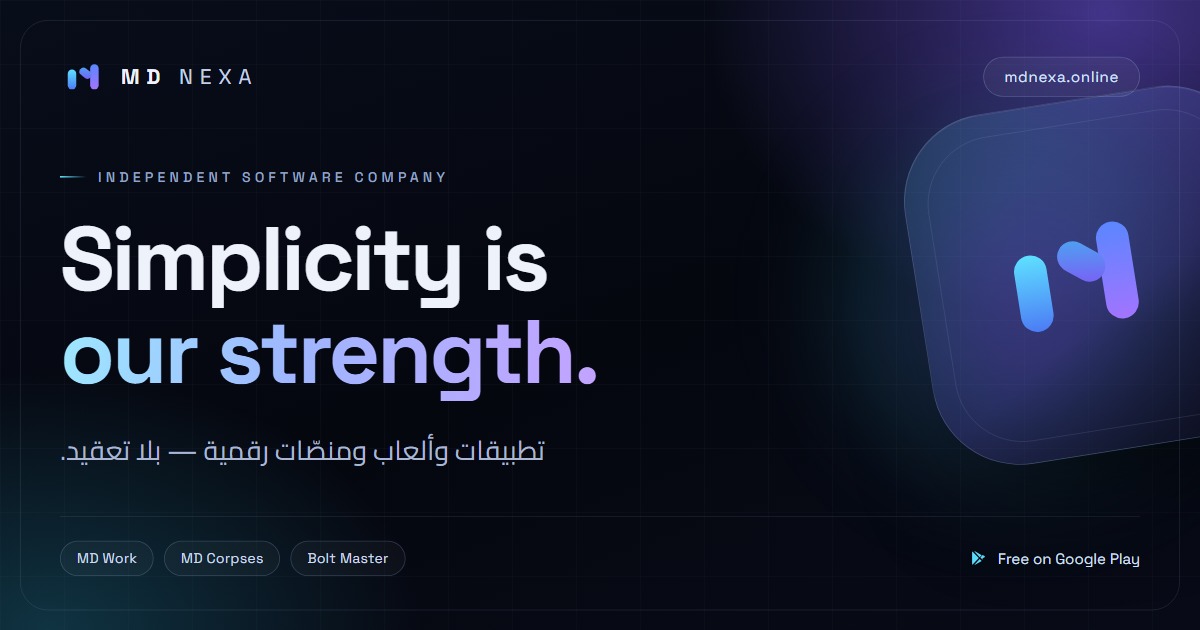 MD NEXA
mdnexa.online
INDEPENDENT SOFTWARE COMPANY
Simplicity is
our strength.
تطبيقات وألعاب ومنصّات رقمية — بلا تعقيد.
MD Work
MD Corpses
Bolt Master
Free on Google Play